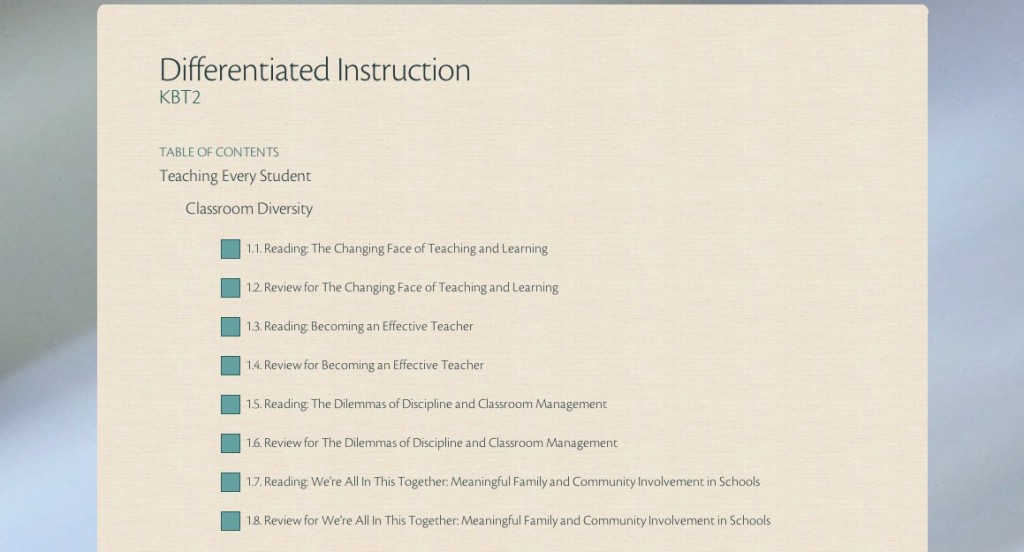 Differentiated Instruction
KBT2
TABLE OF CONTENTS
Teaching Every Student
Classroom Diversity
1.1. Reading: The Changing Face of Teaching and Learning
1.2. Review for The Changing Face of Teaching and Learning
1.3. Reading: Becoming an Effective Teacher
1.4. Review for Becoming an Effective Teacher
1.5. Reading: The Dilemmas of Discipline and Classroom Management
1.6. Review for The Dilemmas of Discipline and Classroom Management
1.7. Reading: We're All In This Together: Meaningful Family and Community Involvement in Schools
1.8. Review for We're All In This Together: Meaningful Family and Community Involvement in Schools